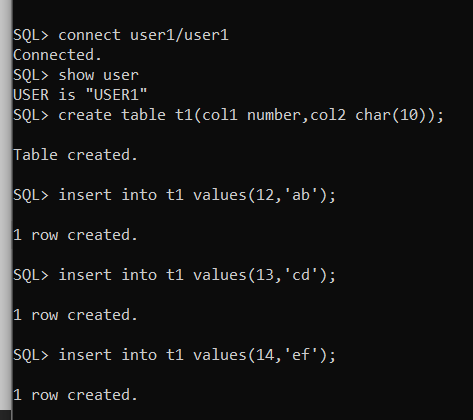 SQL> connect user1/user1
Connected.
SQL> show user
USER is "USER1"
SQL> create table t1(col1 number,col2 char(10));
Table created.
SQL> insert into t1 values(12,'ab');
1 row created.
SQL> insert into t1 values(13,'cd');
1 row created.
SQL> insert into t1 values(14,'ef');
1 row created.